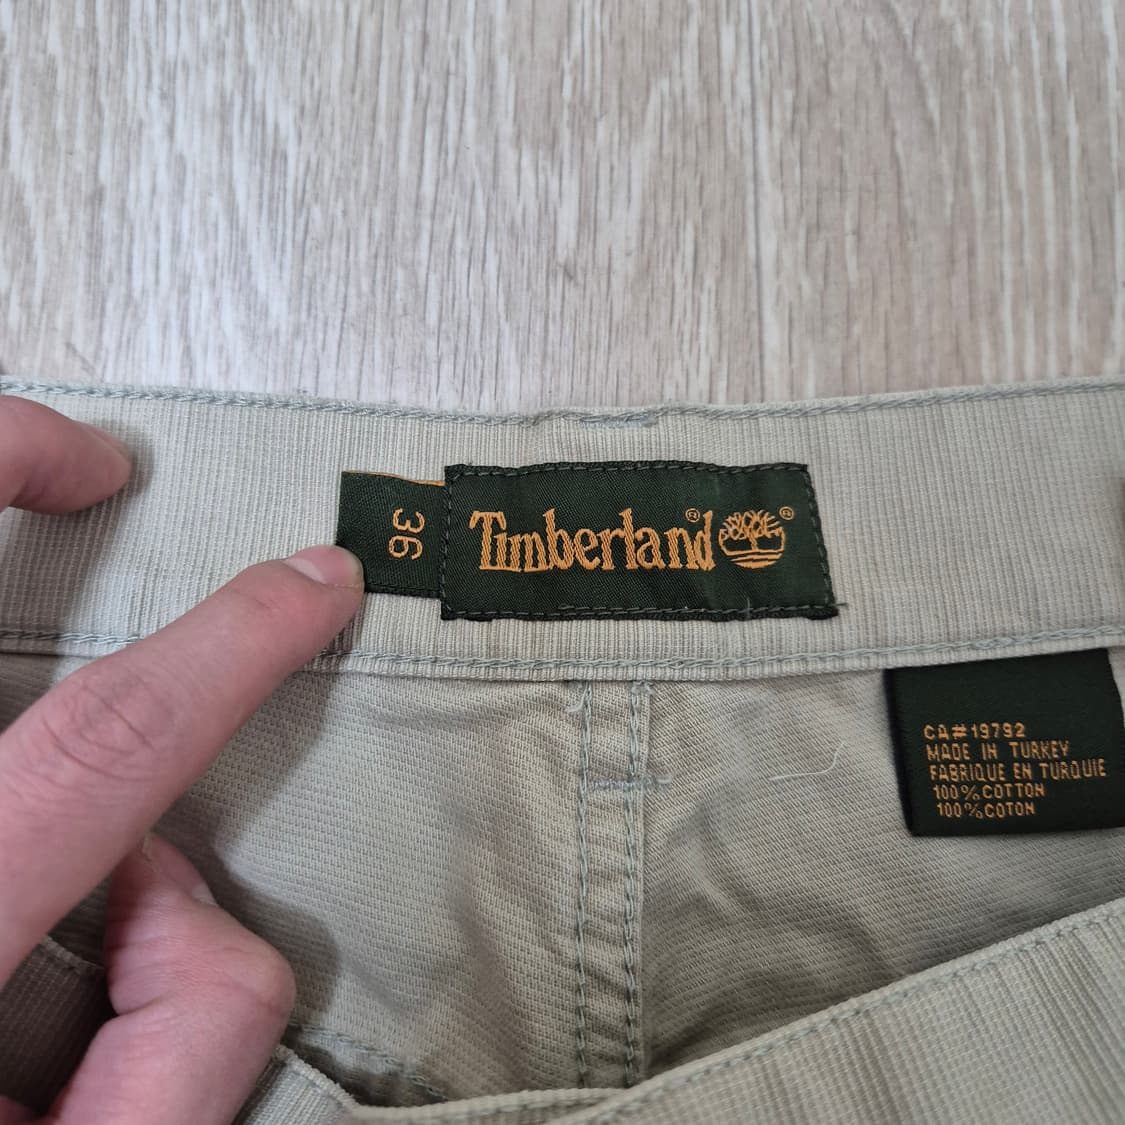 36
Timberland®®
CA#19792
MADE IN TURKEY
FABRIQUE EN TURQUIE
100%COTTON
100%COTON